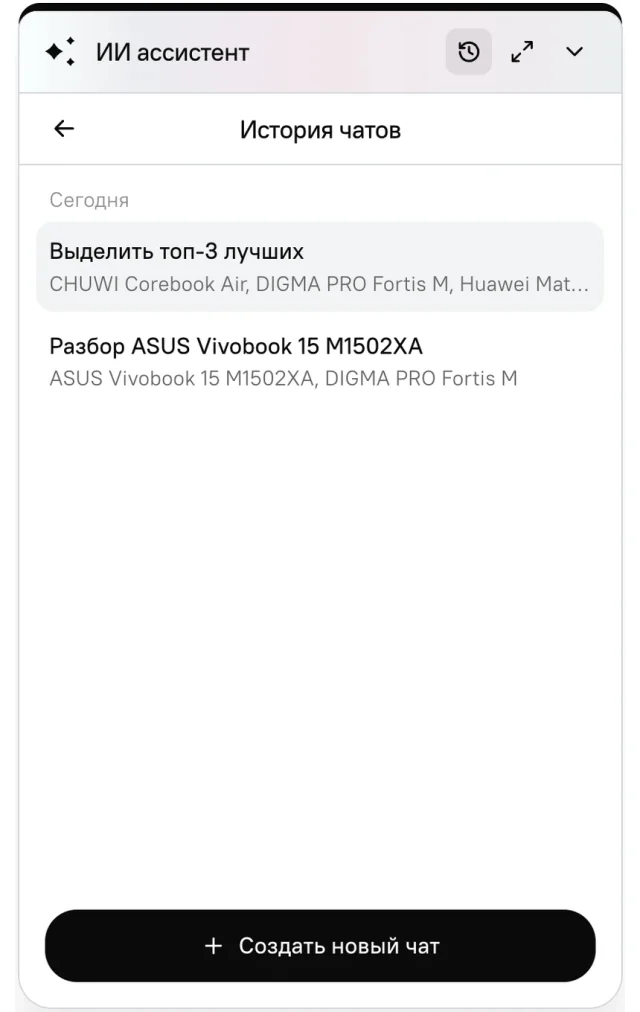 ИИ ассистент
История чатов
Сегодня
Выделить топ-3 лучших
CHUWI Corebook Air, DIGMA PRO Fortis M, Huawei Mat...
Разбор ASUS Vivobook 15 M1502XA
ASUS Vivobook 15 M1502XA, DIGMA PRO Fortis M
+ Создать новый чат